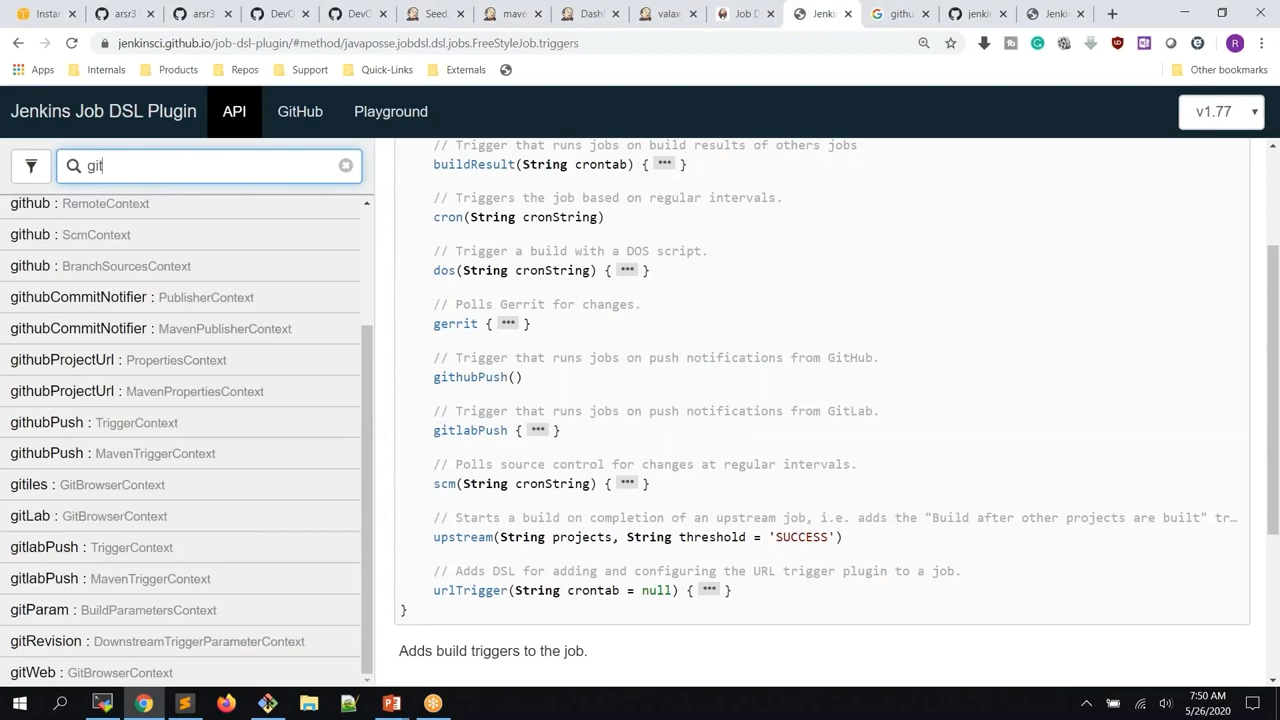 Instan
arsr3
arsr3
DevO
DevO
Seed.
mave
Dash
valax
Job D
Jenki
githu
jenkin
Jenki
jenkinsci.github.io/job-dsl-plugin/#method/javaposse.jobdsl.dsl.jobs.FreeStyleJob.triggers
R
Apps
Internals
Products
Repos
Support
Quick-Links
Externals
Other bookmarks
Jenkins Job DSL Plugin
API
GitHub
Playground
v1.77
git
github : RemoteContext
github : ScmContext
github : BranchSourcesContext
githubCommitNotifier : PublisherContext
githubCommitNotifier : MavenPublisherContext
githubProjectUrl : PropertiesContext
githubProjectUrl : MavenPropertiesContext
githubPush : TriggerContext
githubPush : MavenTriggerContext
gitiles : GitBrowserContext
gitLab : GitBrowserContext
gitlabPush : TriggerContext
gitlabPush : MavenTriggerContext
gitParam : BuildParametersContext
gitRevision : DownstreamTriggerParameterContext
gitWeb : GitBrowserContext
// Trigger that runs jobs on build results of others jobs
buildResult(String crontab) { ••• }
// Triggers the job based on regular intervals.
cron(String cronString)
// Trigger a build with a DOS script.
dos(String cronString) { ••• }
// Polls Gerrit for changes.
gerrit { ••• }
// Trigger that runs jobs on push notifications from GitHub.
githubPush()
// Trigger that runs jobs on push notifications from GitLab.
gitlabPush { ••• }
// Polls source control for changes at regular intervals.
scm(String cronString) { ••• }
// Starts a build on completion of an upstream job, i.e. adds the "Build after other projects are built" tr…
upstream(String projects, String threshold = 'SUCCESS')
// Adds DSL for adding and configuring the URL trigger plugin to a job.
urlTrigger(String crontab = null) { ••• }
}
Adds build triggers to the job.
7:50 AM
5/26/2020